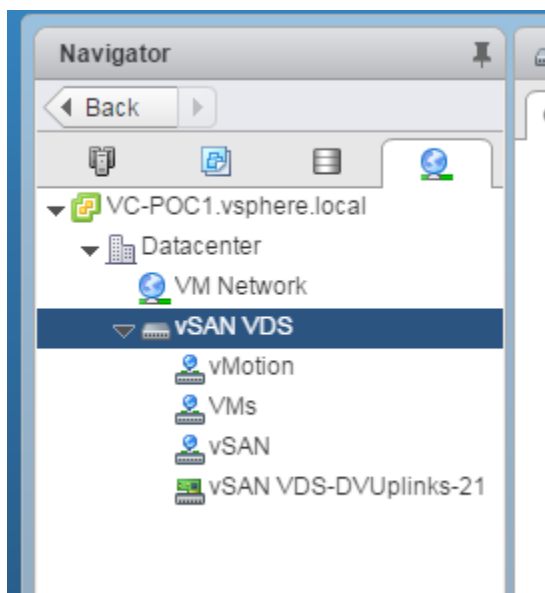 Navigator
Back
VC-POC1.vsphere.local
Datacenter
VM Network
vSAN VDS
vMotion
VMs
vSAN
vSAN VDS-DVUplinks-21